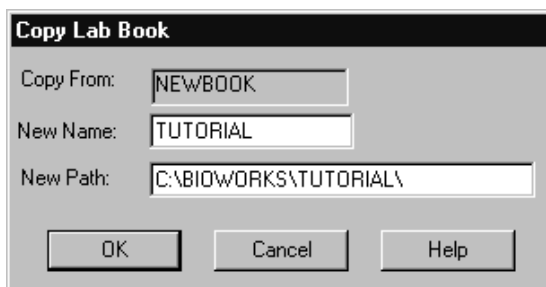 Copy Lab Book
Copy From: NEWBOOK
New Name: TUTORIAL
New Path: C:\BIOWORKS\TUTORIAL\
OK Cancel Help